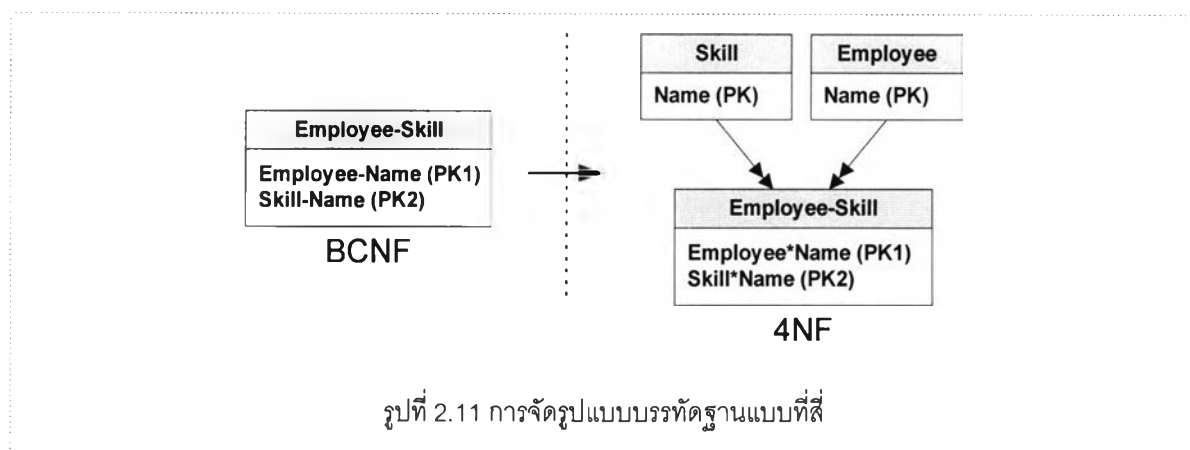 Employee-Skill
Employee-Name (PK1)
Skill-Name (PK2)
BCNF
Skill
Name (PK)
Employee
Name (PK)
Employee-Skill
Employee*Name (PK1)
Skill*Name (PK2)
4NF
รูปที่ 2.11 การจัดรูปแบบบรรทัดฐานแบบที่สี่